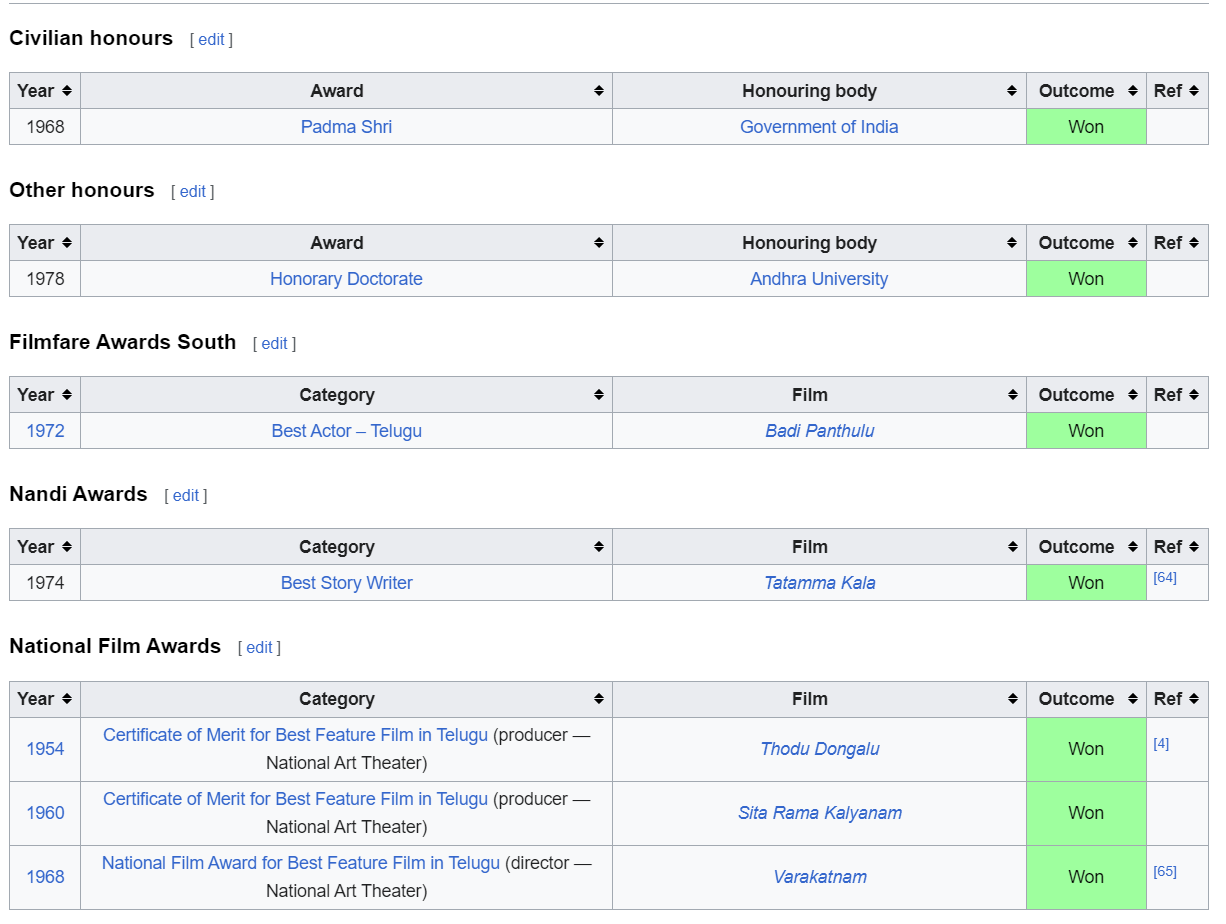 Civilian honours [ edit ]
Year Award Honouring body Outcome Ref
1968 Padma Shri Government of India Won
Other honours [ edit ]
Year Award Honouring body Outcome Ref
1978 Honorary Doctorate Andhra University Won
Filmfare Awards South [ edit ]
Year Category Film Outcome Ref
1972 Best Actor – Telugu Badi Panthulu Won
Nandi Awards [ edit ]
Year Category Film Outcome Ref
1974 Best Story Writer Tatamma Kala Won [64]
National Film Awards [ edit ]
Year Category Film Outcome Ref
1954 Certificate of Merit for Best Feature Film in Telugu (producer —
National Art Theater) Thodu Dongalu Won [4]
1960 Certificate of Merit for Best Feature Film in Telugu (producer —
National Art Theater) Sita Rama Kalyanam Won
1968 National Film Award for Best Feature Film in Telugu (director —
National Art Theater) Varakatnam Won [65]